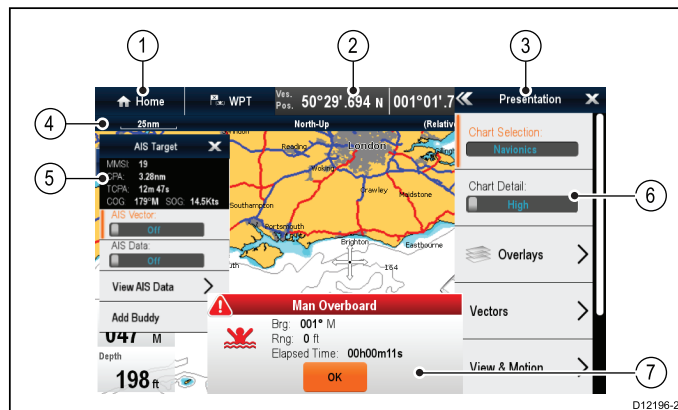 1
2
3
Home
WPT
Ves. Pos. 50°29'.694 N 001°01'.7
Presentation
4
25nm
North-Up
(Relativ
AIS Target
5
MMSI: 19
CPA: 3.28nm
TCPA: 12m 47s
COG 179°M SOG 14.5Kts
AIS Vector:
Off
AIS Data:
Off
View AIS Data
Add Buddy
047 M
Depth
198 ft
London
Reading
Woking
Crawley
Maidstone
Southampton
Portsmouth
Brighton
Eastbourne
164
Chart Selection:
Navionics
Chart Detail:
High
6
Overlays
Vectors
View & Motion
Man Overboard
Brg: 001° M
Rng: 0 ft
Elapsed Time: 00h00m11s
OK
7
D12196-2